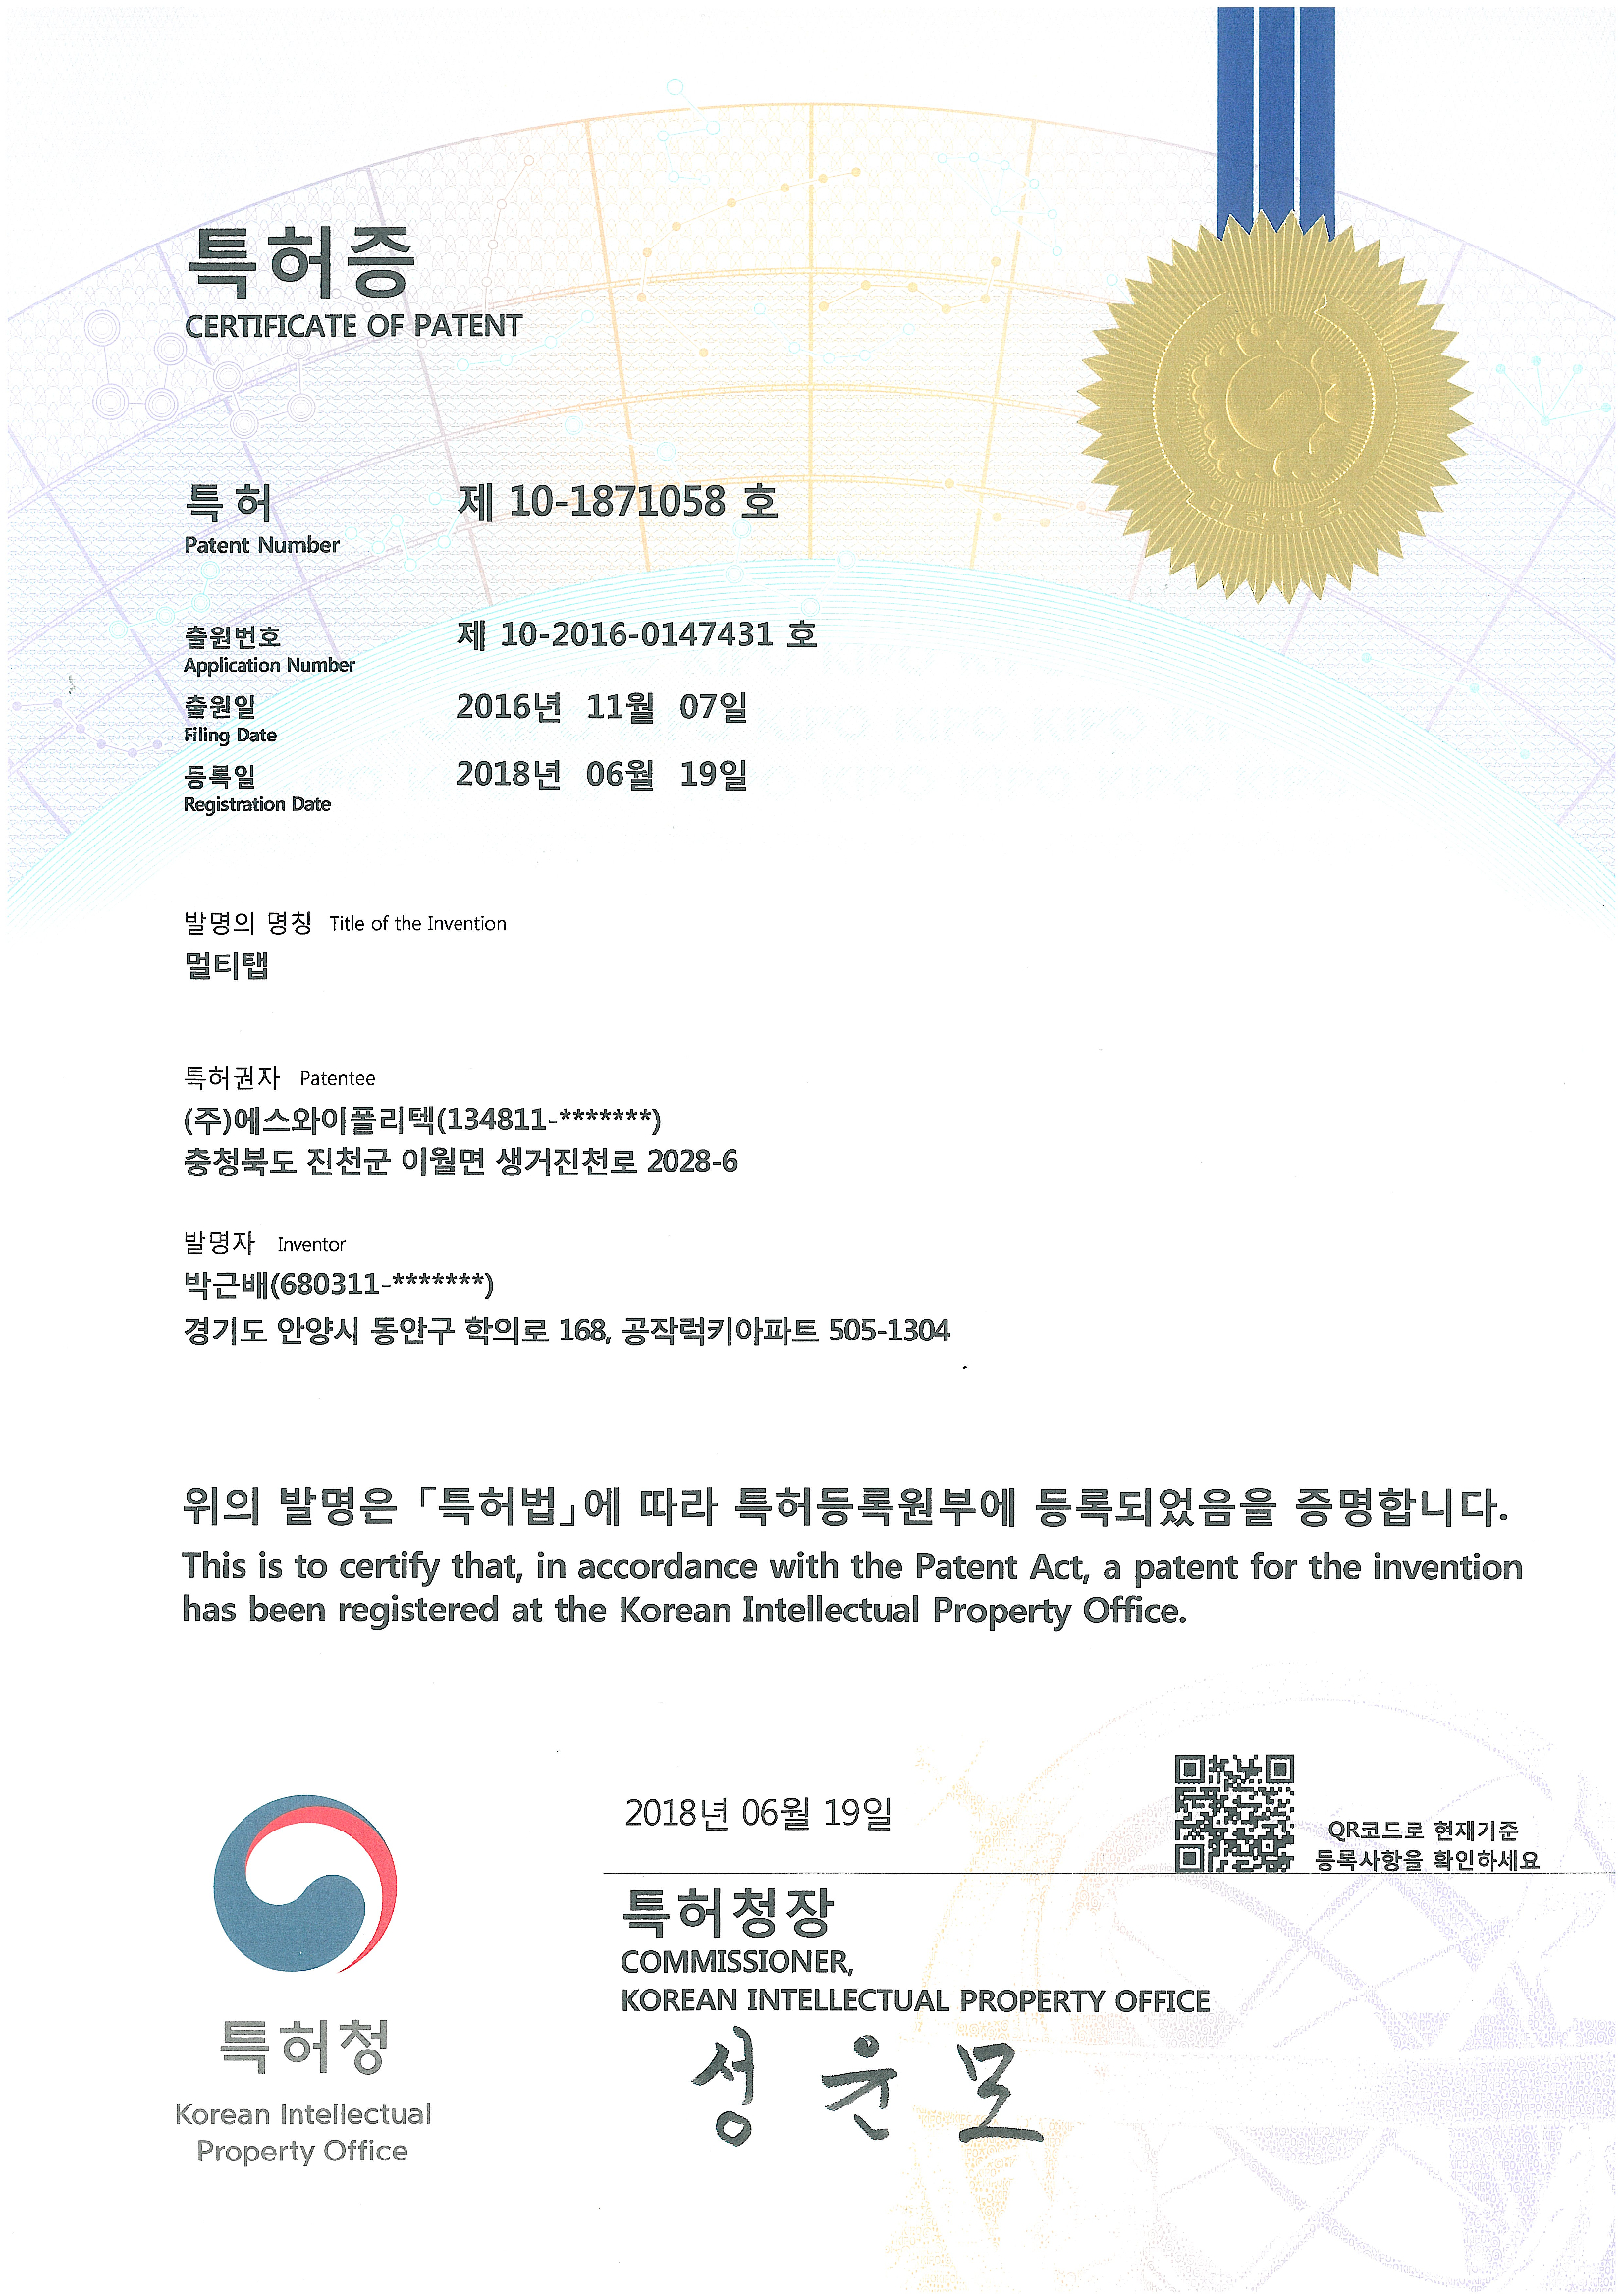 특허증
CERTIFICATE OF PATENT
특 허 제 10-1871058 호
Patent Number
출원번호 제 10-2016-0147431 호
Application Number
출원일 2016년 11월 07일
Filing Date
등록일 2018년 06월 19일
Registration Date
발명의 명칭 Title of the Invention
멀티탭
특허권자 Patentee
(주)에스와이폴리텍(134811-*******)
충청북도 진천군 이월면 생거진천로 2028-6
발명자 Inventor
박근배(680311-*******)
경기도 안양시 동안구 학의로 168, 공작럭키아파트 505-1304
위의 발명은 「특허법」에 따라 특허등록원부에 등록되었음을 증명합니다.
This is to certify that, in accordance with the Patent Act, a patent for the invention
has been registered at the Korean Intellectual Property Office.
2018년 06월 19일
QR코드로 현재기준
등록사항을 확인하세요
특허청장
COMMISSIONER,
KOREAN INTELLECTUAL PROPERTY OFFICE
성 윤 모
특허청
Korean Intellectual
Property Office